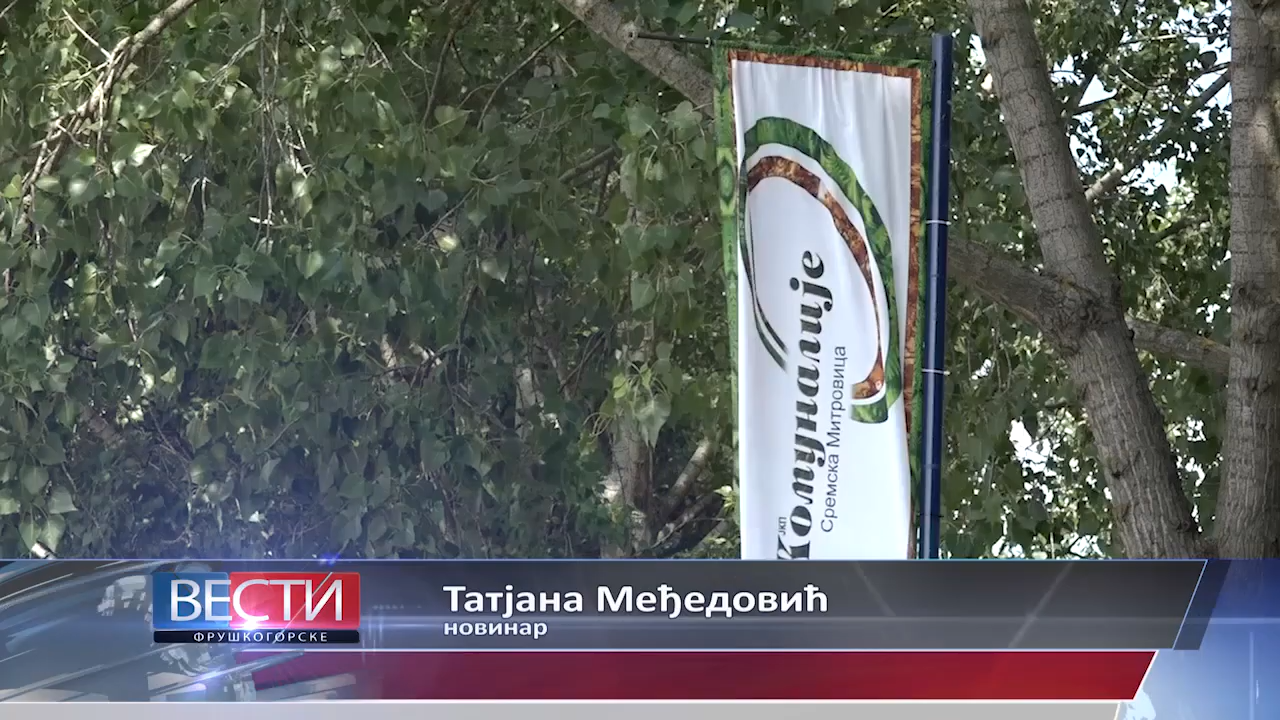 ЈКП
Комуналије
Сремска Митровица
ВЕСТИ
ФРУШКОГОРСКЕ
Татјана Међедовић
новинар